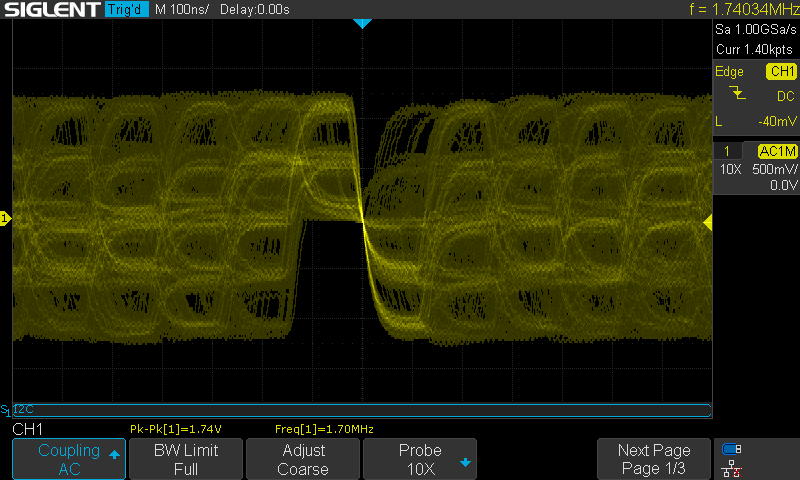 SIGLENT Trig'd M 100ns/ Delay:0.00s f = 1.74034MHz
Sa 1.00GSa/s
Curr 1.40kpts
Edge CH1
DC
L -40mV
1 AC1M
10X 500mV/
0.0V
1
S1 I2C
CH1 Pk-Pk[1]=1.74V Freq[1]=1.70MHz
Coupling
AC
BW Limit
Full
Adjust
Coarse
Probe
10X
Next Page
Page 1/3